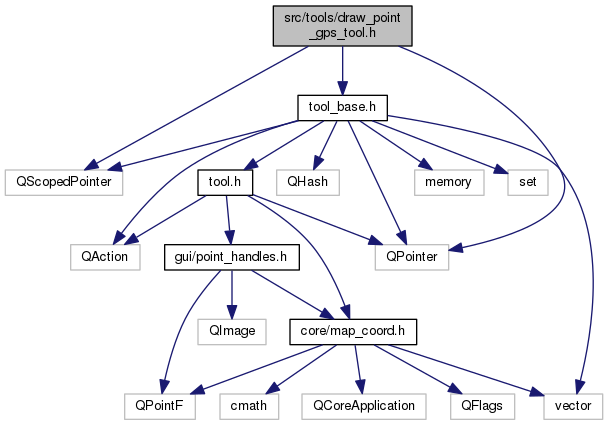 src/tools/draw_point
_gps_tool.h
tool_base.h
QScopedPointer
tool.h
QHash
memory
set
QAction
gui/point_handles.h
QPointer
QImage
core/map_coord.h
QPointF
cmath
QCoreApplication
QFlags
vector